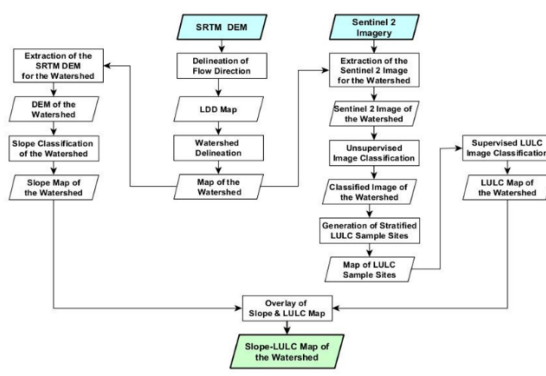 SRTM DEM
Sentinel 2
Imagery
Extraction of the
SRTM DEM
for the Watershed
Delineation of
Flow Direction
Extraction of the
Sentinel 2 Image
for the Watershed
DEM of the
Watershed
LDD Map
Sentinel 2 Image of
the Watershed
Slope Classification
of the Watershed
Watershed
Delineation
Unsupervised
Image Classification
Supervised LULC
Image Classification
Slope Map of
the Watershed
Map of the
Watershed
Classified Image of
the Watershed
LULC Map of
the Watershed
Generation of Stratified
LULC Sample Sites
Map of LULC
Sample Sites
Overlay of
Slope & LULC Map
Slope-LULC Map of
the Watershed